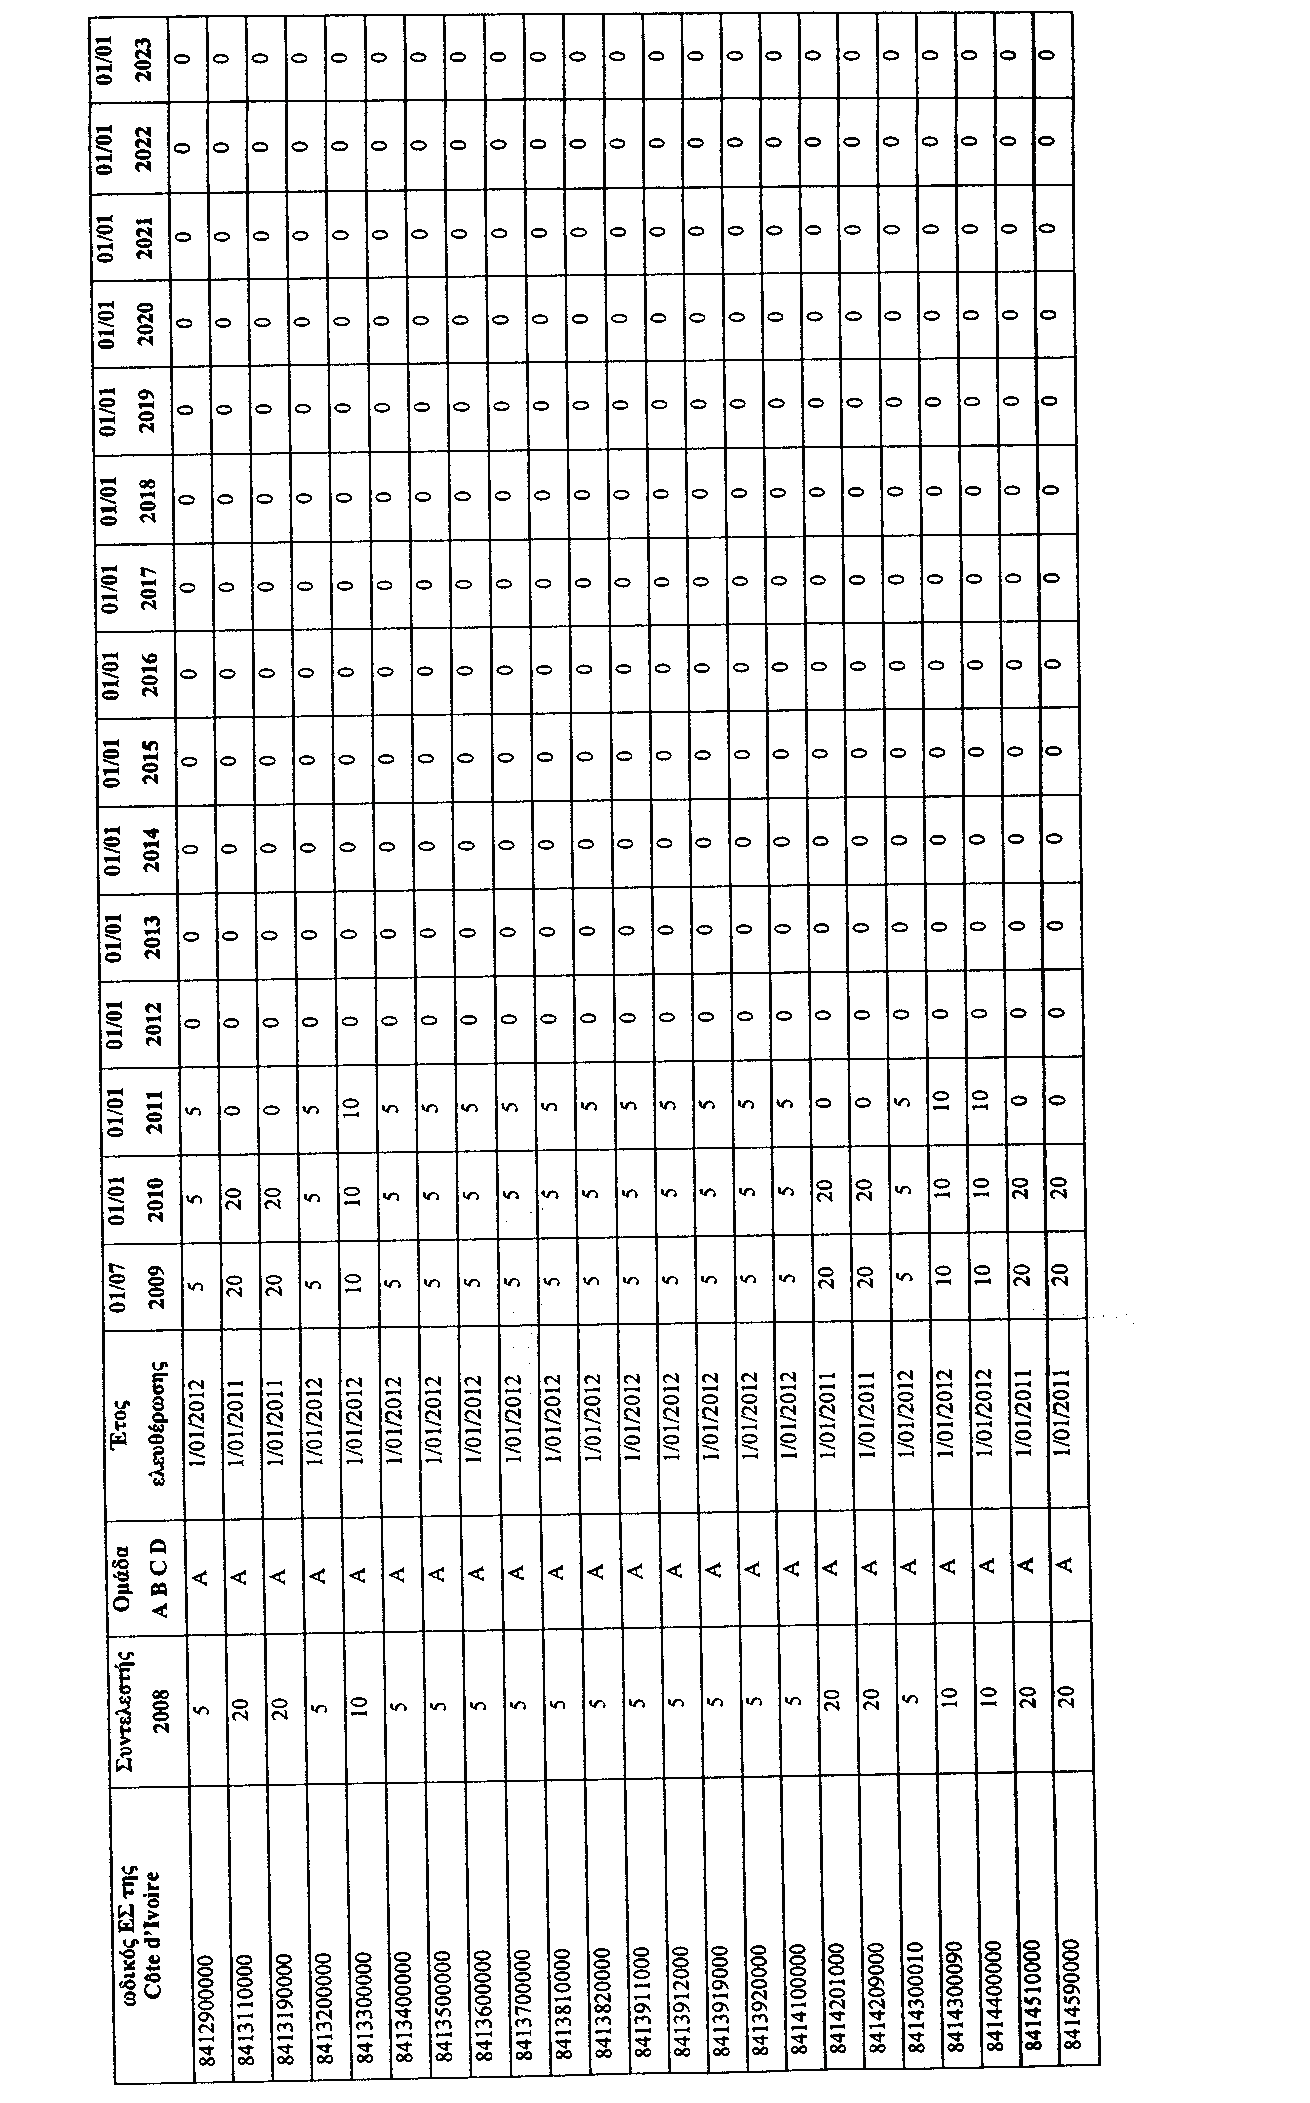 ωδικός ΕΣ της Συντελεστής Ομάδα Έτος 01/07 01/01 01/01 01/01 01/01 01/01 01/01 01/01 01/01 01/01 01/01 01/01 01/01 01/01 01/01
Côte d'Ivoire 2008 A B C D ελευθέρωσης 2009 2010 2011 2012 2013 2014 2015 2016 2017 2018 2019 2020 2021 2022 2023
8412900000 5 A 1/01/2012 5 5 5 0 0 0 0 0 0 0 0 0 0 0 0
8413110000 20 A 1/01/2011 20 20 0 0 0 0 0 0 0 0 0 0 0 0 0
8413190000 20 A 1/01/2011 20 20 0 0 0 0 0 0 0 0 0 0 0 0 0
8413200000 5 A 1/01/2012 5 5 5 0 0 0 0 0 0 0 0 0 0 0 0
8413300000 10 A 1/01/2012 10 10 10 0 0 0 0 0 0 0 0 0 0 0 0
8413400000 5 A 1/01/2012 5 5 5 0 0 0 0 0 0 0 0 0 0 0 0
8413500000 5 A 1/01/2012 5 5 5 0 0 0 0 0 0 0 0 0 0 0 0
8413600000 5 A 1/01/2012 5 5 5 0 0 0 0 0 0 0 0 0 0 0 0
8413700000 5 A 1/01/2012 5 5 5 0 0 0 0 0 0 0 0 0 0 0 0
8413810000 5 A 1/01/2012 5 5 5 0 0 0 0 0 0 0 0 0 0 0 0
8413820000 5 A 1/01/2012 5 5 5 0 0 0 0 0 0 0 0 0 0 0 0
8413911000 5 A 1/01/2012 5 5 5 0 0 0 0 0 0 0 0 0 0 0 0
8413912000 5 A 1/01/2012 5 5 5 0 0 0 0 0 0 0 0 0 0 0 0
8413919000 5 A 1/01/2012 5 5 5 0 0 0 0 0 0 0 0 0 0 0 0
8413920000 5 A 1/01/2012 5 5 5 0 0 0 0 0 0 0 0 0 0 0 0
8414100000 5 A 1/01/2012 5 5 5 0 0 0 0 0 0 0 0 0 0 0 0
8414201000 20 A 1/01/2011 20 20 0 0 0 0 0 0 0 0 0 0 0 0 0
8414209000 20 A 1/01/2011 20 20 0 0 0 0 0 0 0 0 0 0 0 0 0
8414300010 5 A 1/01/2012 5 5 5 0 0 0 0 0 0 0 0 0 0 0 0
8414300090 10 A 1/01/2012 10 10 10 0 0 0 0 0 0 0 0 0 0 0 0
8414400000 10 A 1/01/2012 10 10 10 0 0 0 0 0 0 0 0 0 0 0 0
8414510000 20 A 1/01/2011 20 20 0 0 0 0 0 0 0 0 0 0 0 0 0
8414590000 20 A 1/01/2011 20 20 0 0 0 0 0 0 0 0 0 0 0 0 0